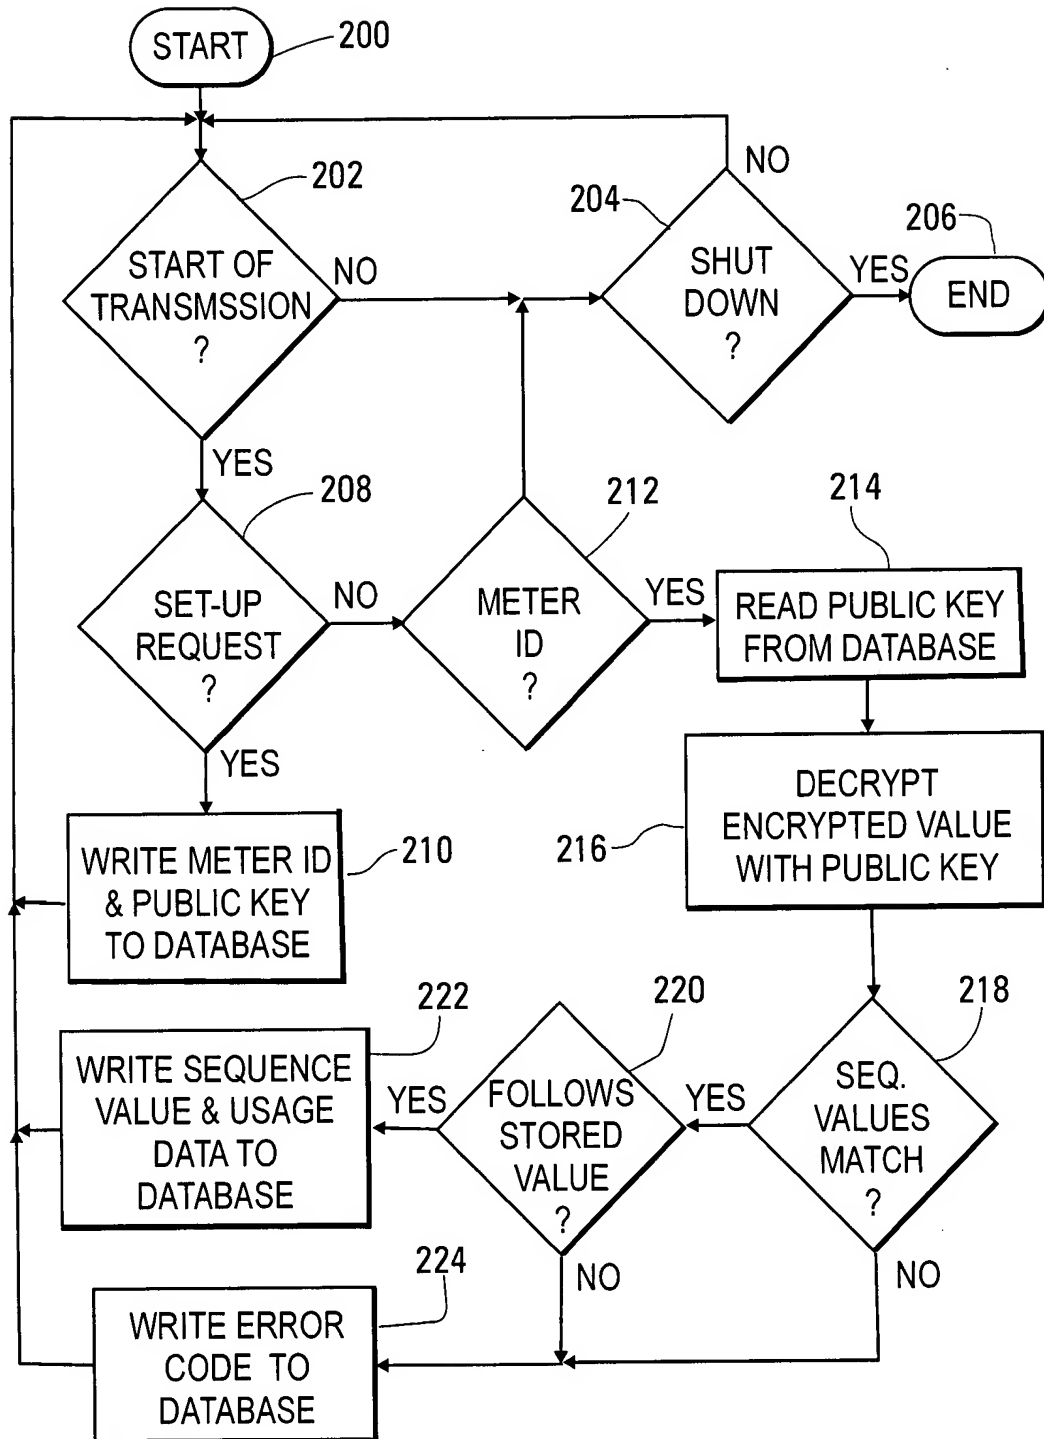 START
200
202
START OF
TRANSMSSION
?
NO
YES
204
SHUT
DOWN
?
NO
YES
206
END
208
SET-UP
REQUEST
?
NO
YES
212
METER
ID
?
YES
214
READ PUBLIC KEY
FROM DATABASE
210
WRITE METER ID
& PUBLIC KEY
TO DATABASE
216
DECRYPT
ENCRYPTED VALUE
WITH PUBLIC KEY
218
SEQ.
VALUES
MATCH
?
YES
NO
220
FOLLOWS
STORED
VALUE
?
YES
NO
222
WRITE SEQUENCE
VALUE & USAGE
DATA TO
DATABASE
224
WRITE ERROR
CODE TO
DATABASE